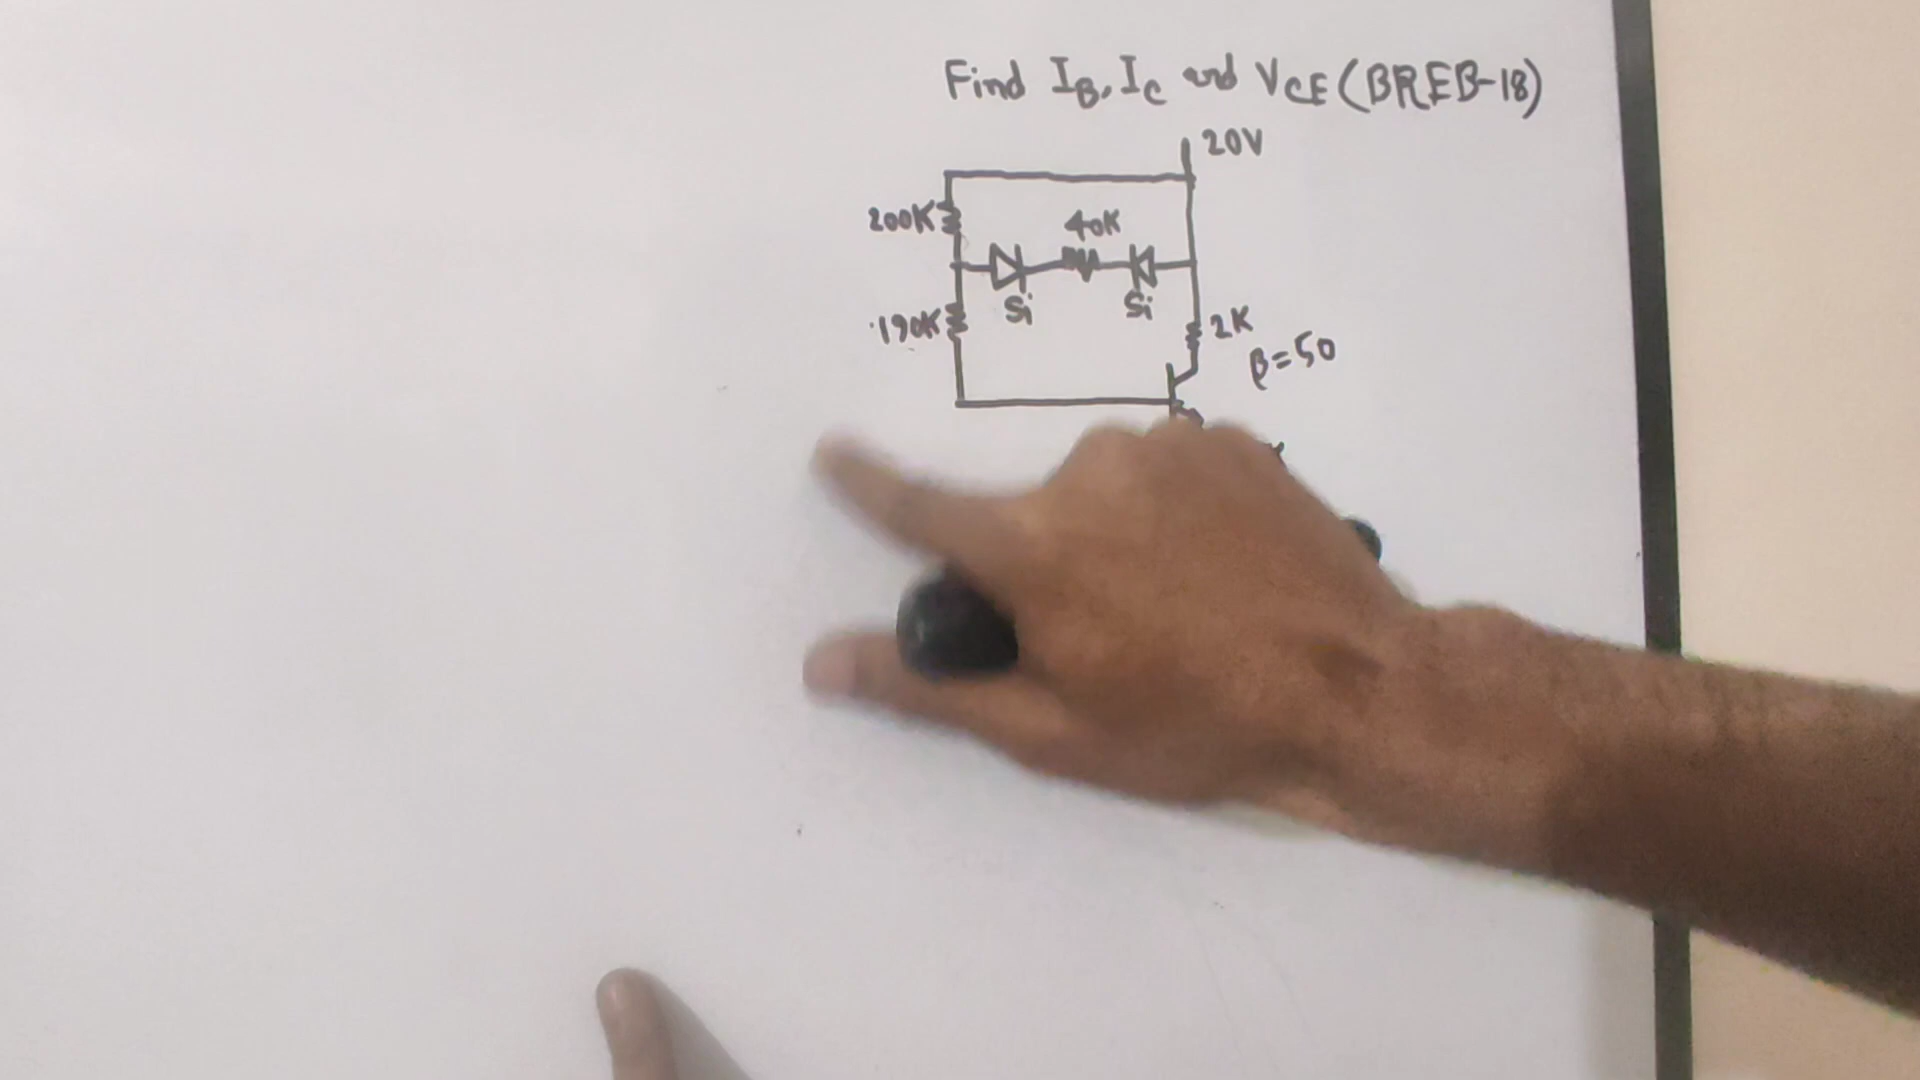 Find IB, IC and VCE (BREB-18)
20V
200K
40K
Si
Si
190K
2K
β=50